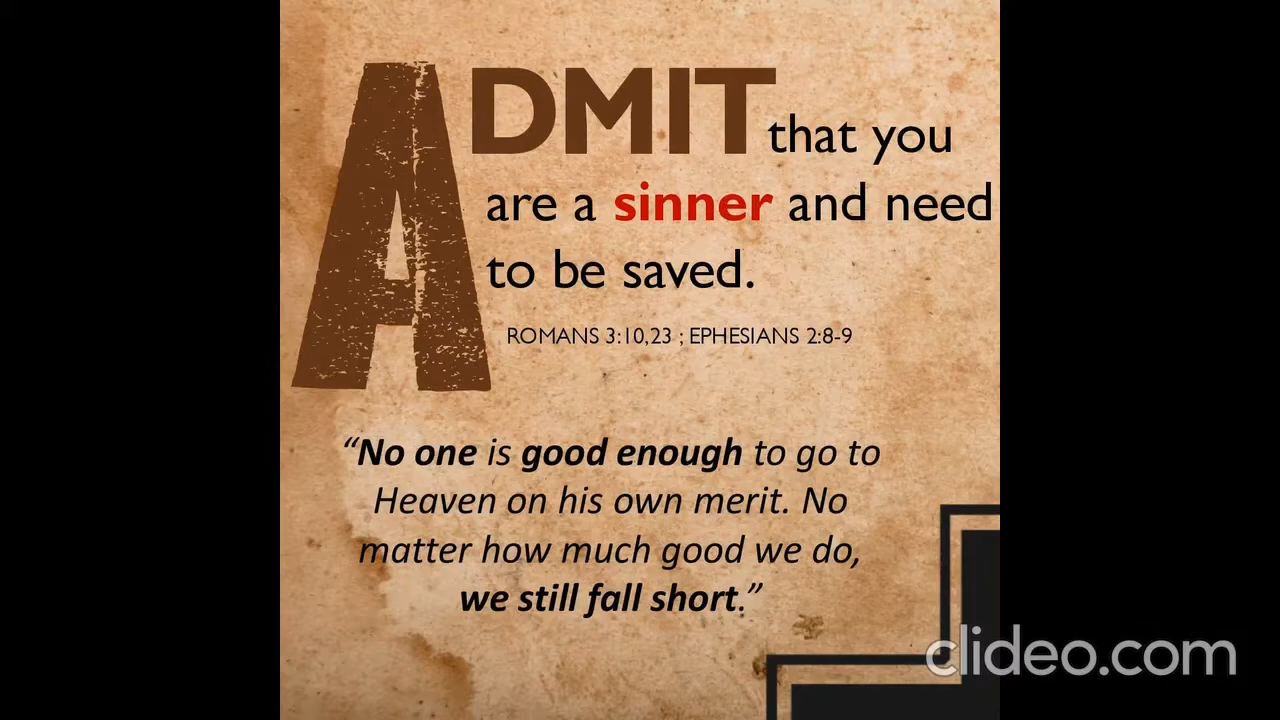 ADMIT that you
are a sinner and need
to be saved.
ROMANS 3:10,23 ; EPHESIANS 2:8-9
“No one is good enough to go to
Heaven on his own merit. No
matter how much good we do,
we still fall short.”
clideo.com